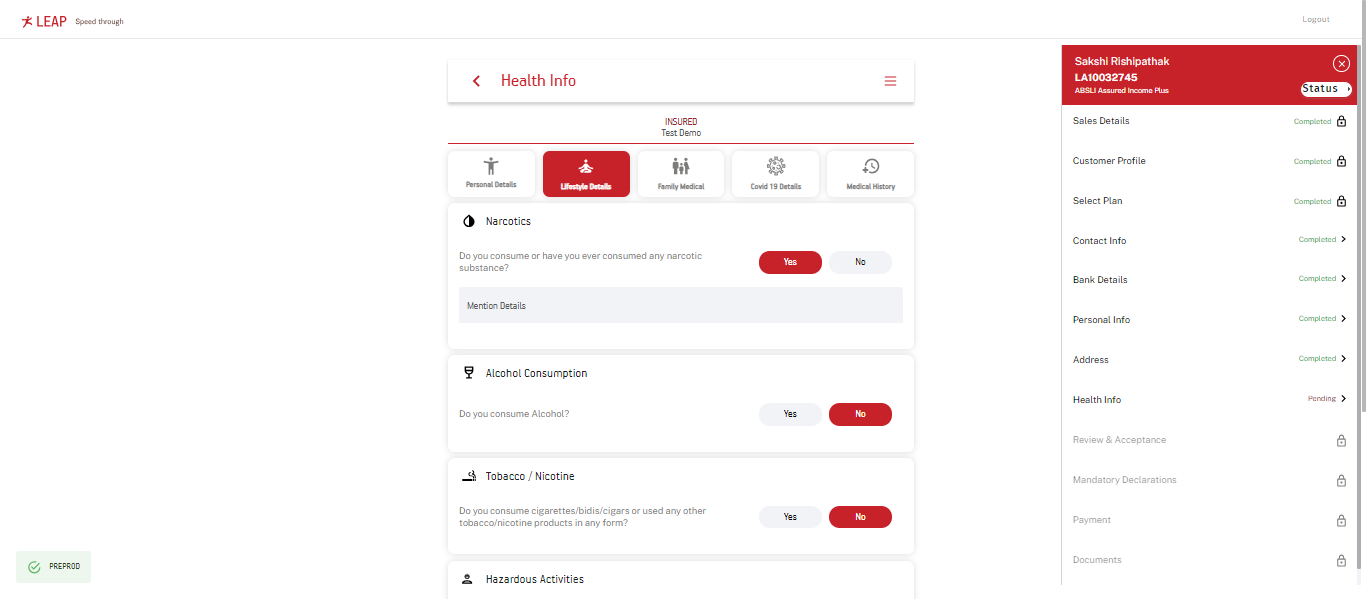 LEAP Speed through
Logout
Health Info
INSURED
Test Demo
Personal Details
Lifestyle Details
Family Medical
Covid 19 Details
Medical History
Narcotics
Do you consume or have you ever consumed any narcotic
substance?
Yes
No
Mention Details
Alcohol Consumption
Do you consume Alcohol?
Yes
No
Tobacco / Nicotine
Do you consume cigarettes/bidis/cigars or used any other
tobacco/nicotine products in any form?
Yes
No
Hazardous Activities
PREPROD
Sakshi Rishipathak
LA10032745
ABSLI Assured Income Plus
Status
Sales Details Completed
Customer Profile Completed
Select Plan Completed
Contact Info Completed
Bank Details Completed
Personal Info Completed
Address Completed
Health Info Pending
Review & Acceptance
Mandatory Declarations
Payment
Documents